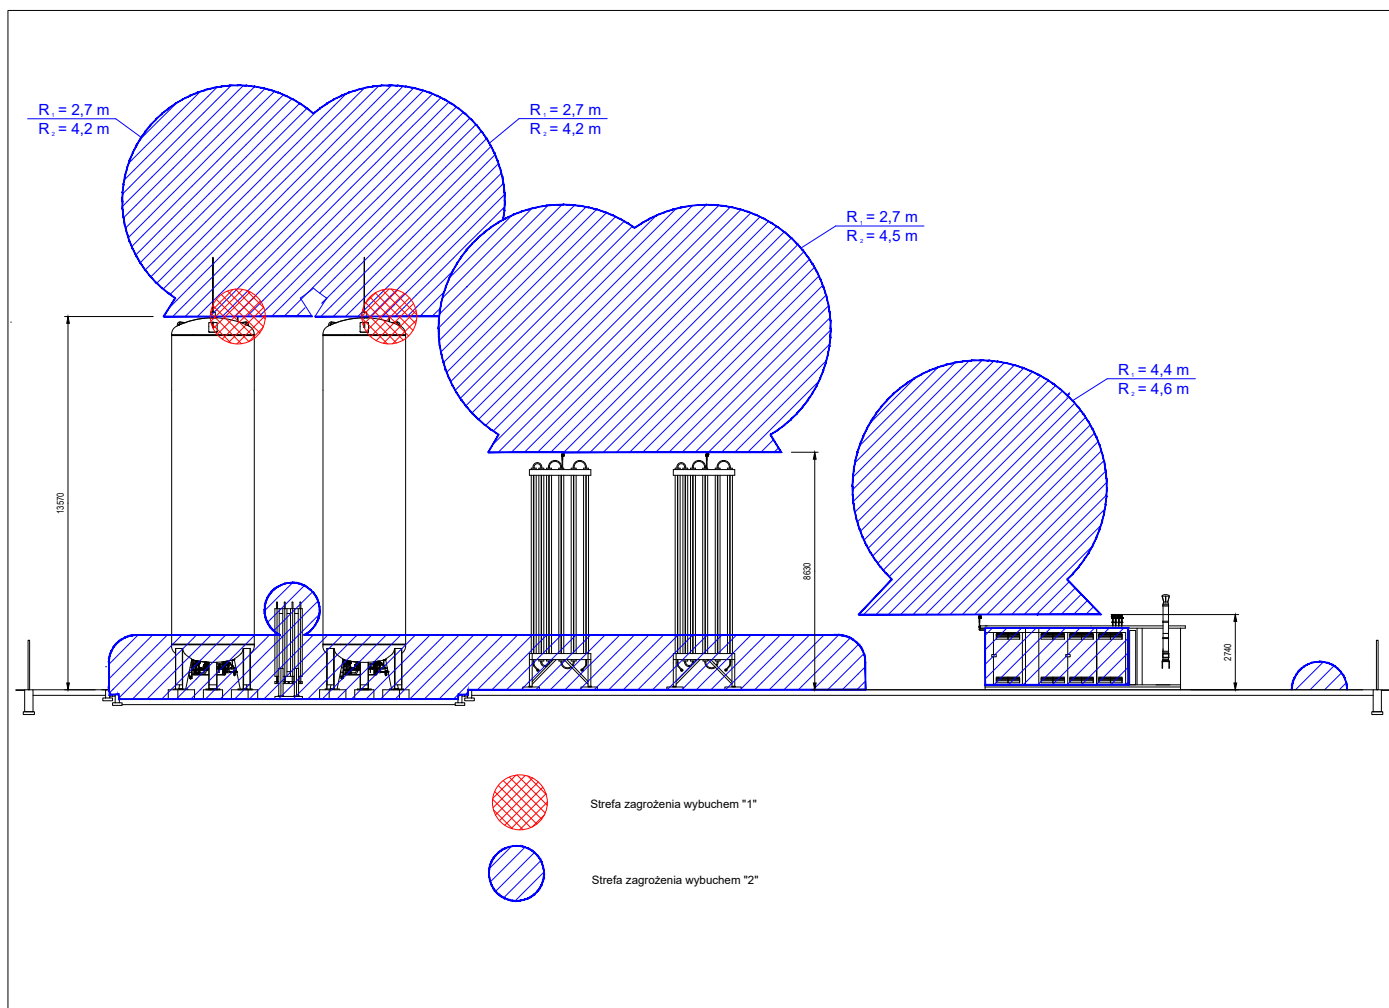 R₁ = 2,7 m
R₂ = 4,2 m
R₁ = 2,7 m
R₂ = 4,2 m
R₁ = 2,7 m
R₂ = 4,5 m
R₁ = 4,4 m
R₂ = 4,6 m
13570
8630
2740
Strefa zagrożenia wybuchem "1"
Strefa zagrożenia wybuchem "2"